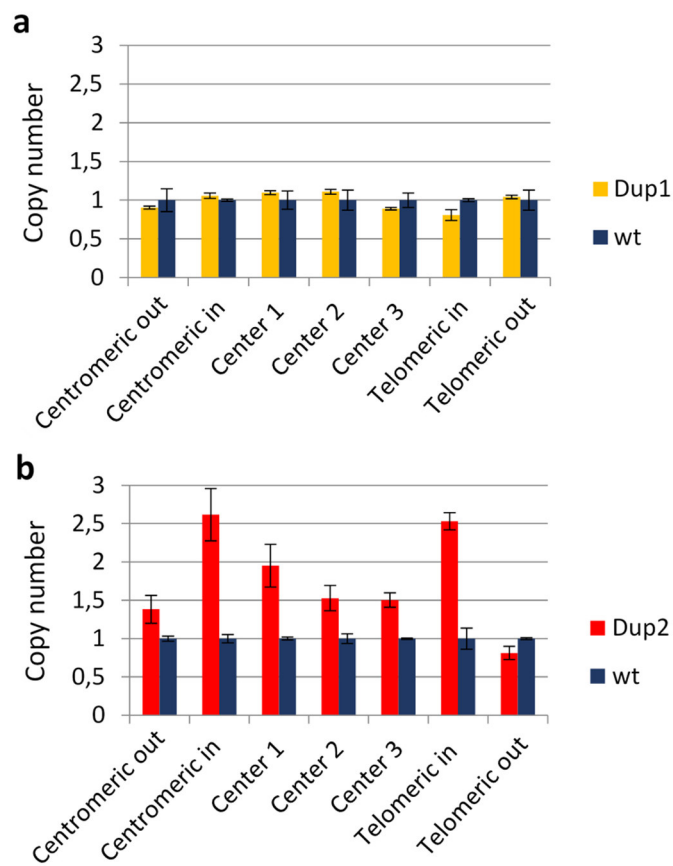 a
3
2,5
2
1,5
1
0,5
0
Copy number
Centromeric out
Centromeric in
Center 1
Center 2
Center 3
Telomeric in
Telomeric out
Dup1
wt
b
3
2,5
2
1,5
1
0,5
0
Copy number
Centromeric out
Centromeric in
Center 1
Center 2
Center 3
Telomeric in
Telomeric out
Dup2
wt